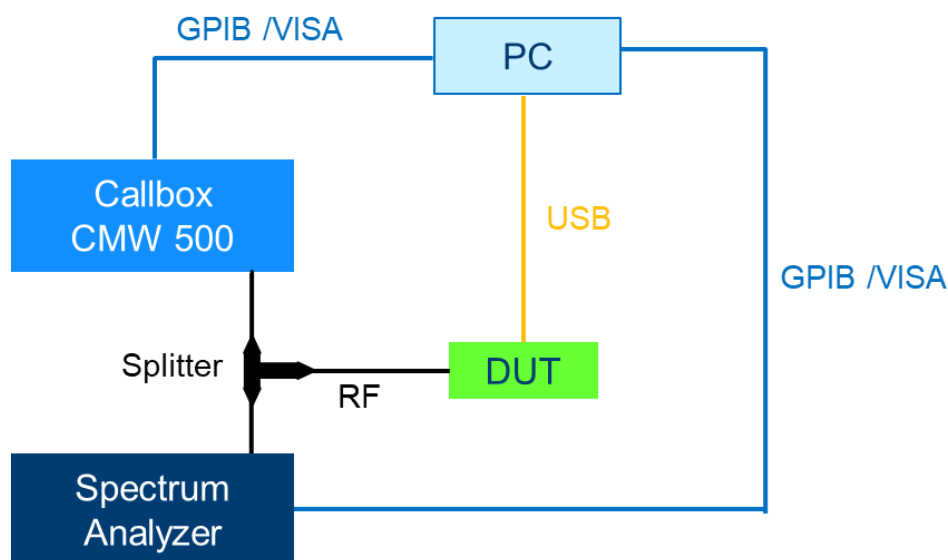 GPIB /VISA
PC
Callbox
CMW 500
USB
GPIB /VISA
Splitter
RF
DUT
Spectrum
Analyzer